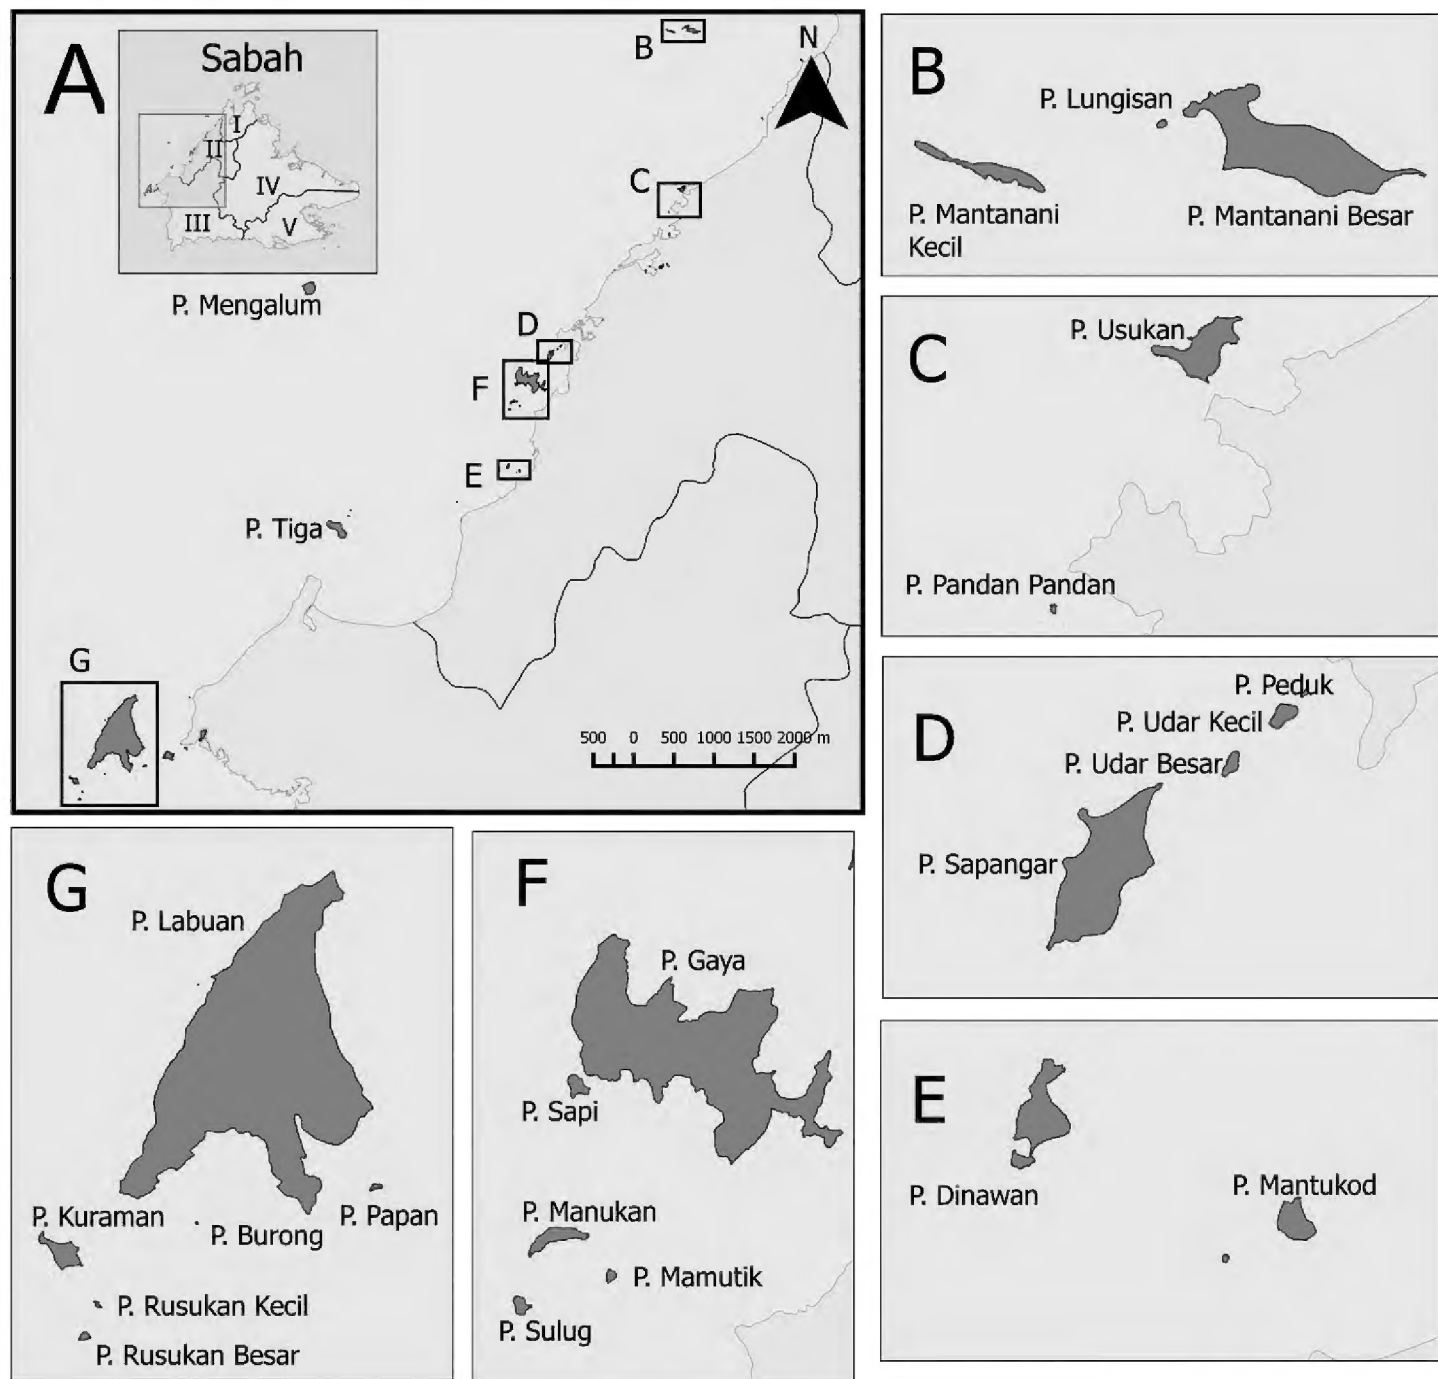 A
Sabah
I
II
III
IV
V
P. Mengalum
B
N
C
D
F
E
P. Tiga
G
500 0 500 1000 1500 2000 m
B
P. Lungisan
P. Mantanani
Kecil
P. Mantanani Besar
C
P. Usukan
P. Pandan Pandan
D
P. Peduk
P. Udar Kecil
P. Udar Besar
P. Sapangar
G
P. Labuan
P. Kuraman
P. Burong
P. Papan
P. Rusukan Kecil
P. Rusukan Besar
F
P. Gaya
P. Sapi
P. Manukan
P. Mamutik
P. Sulug
E
P. Dinawan
P. Mantukod